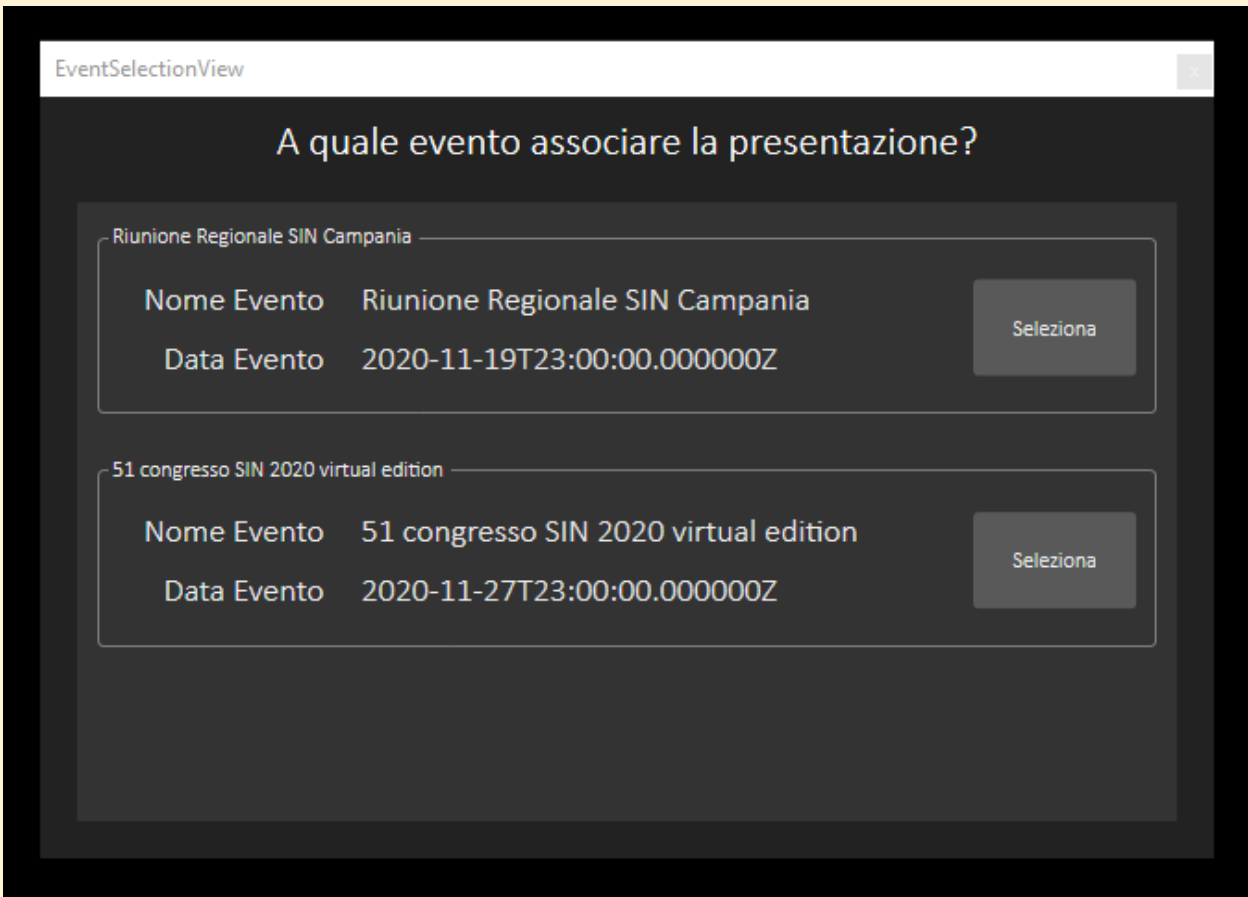 EventSelectionView
x
A quale evento associare la presentazione?
Riunione Regionale SIN Campania
Nome Evento Riunione Regionale SIN Campania
Seleziona
Data Evento 2020-11-19T23:00:00.000000Z
51 congresso SIN 2020 virtual edition
Nome Evento 51 congresso SIN 2020 virtual edition
Seleziona
Data Evento 2020-11-27T23:00:00.000000Z